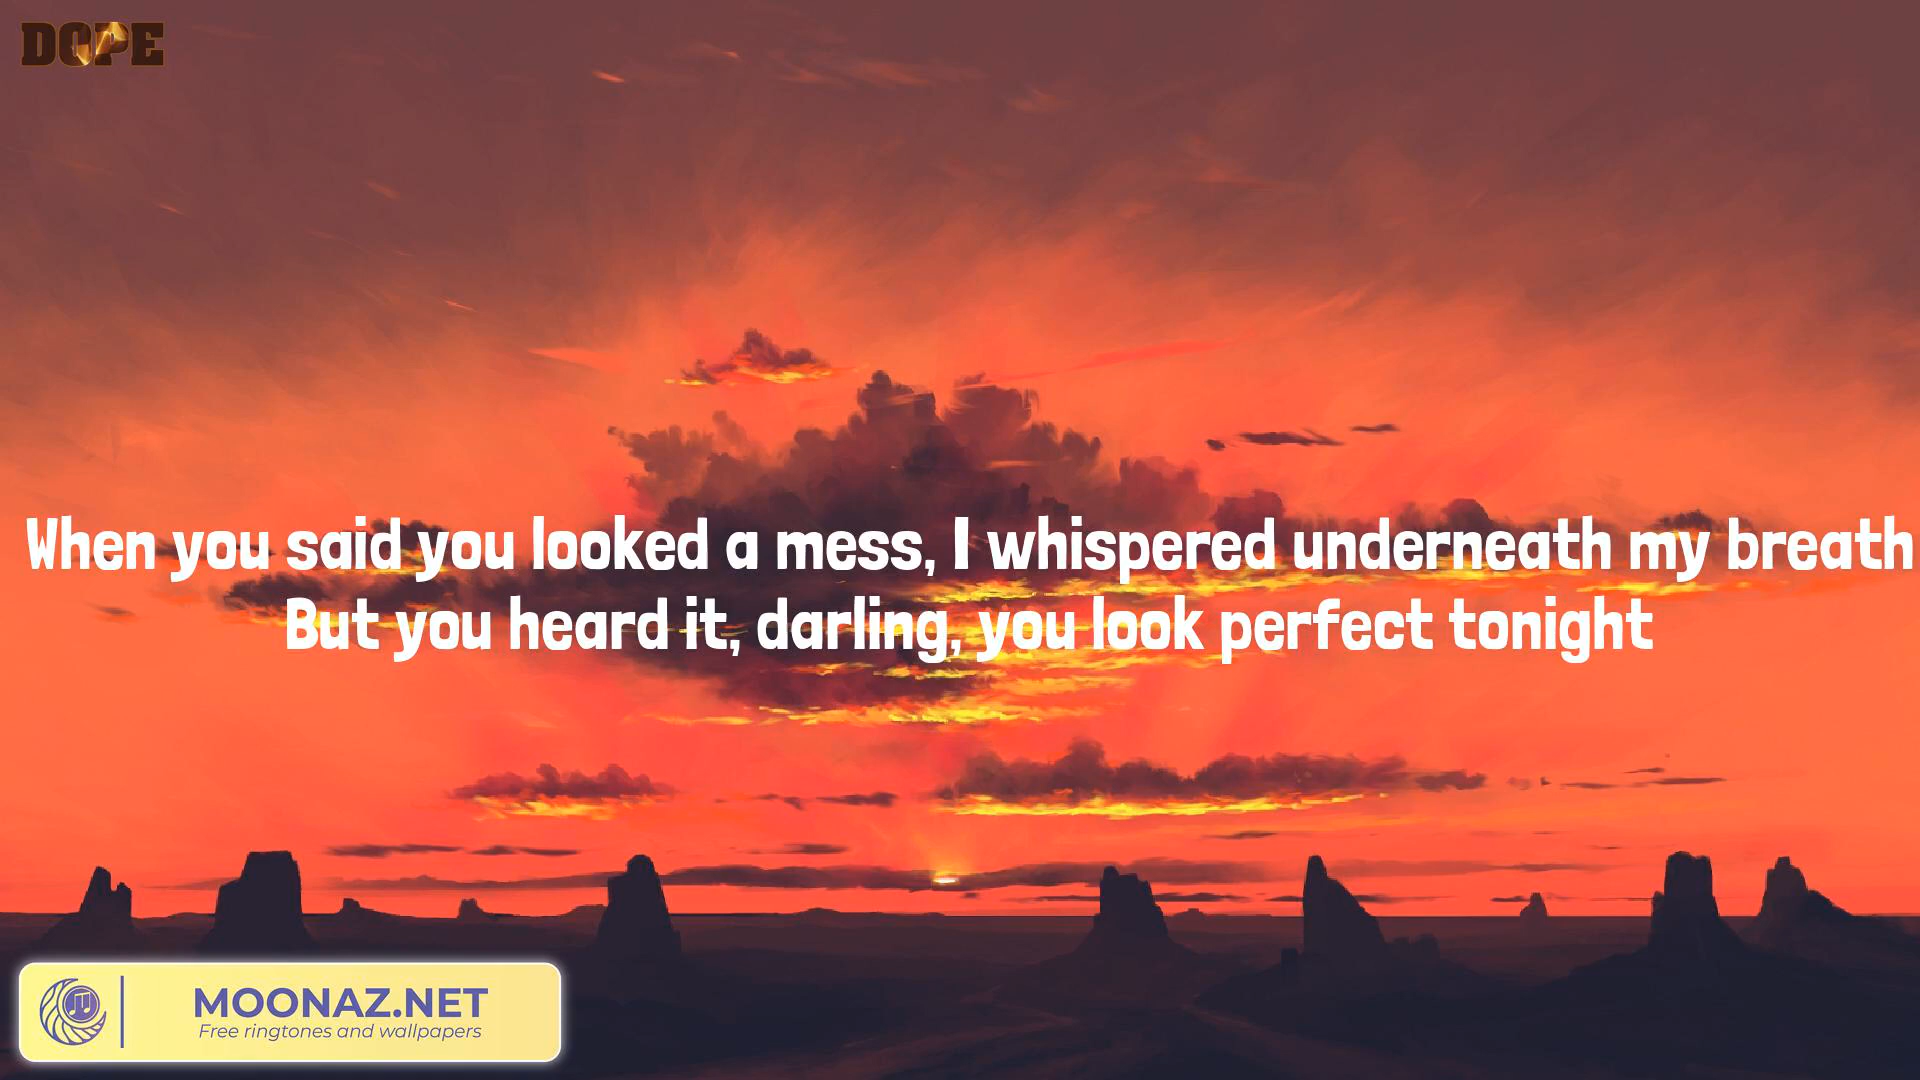 DOPE
When you said you looked a mess, I whispered underneath my breath
But you heard it, darling, you look perfect tonight
MOONAZ.NET
Free ringtones and wallpapers